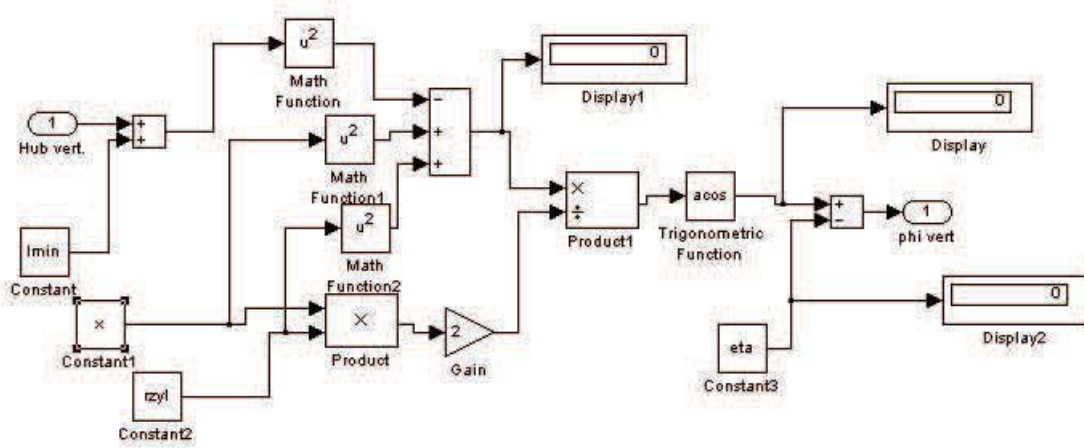 u²
Math
Function
0
Display1
1
Hub vert.
+
+
−
+
+
u²
Math
Function1
0
Display
u²
Math
Function2
×
÷
Product1
acos
Trigonometric
Function
+
−
1
phi vert
lmin
Constant
x
Constant1
×
Product
2
Gain
0
Display2
eta
Constant3
rzyl
Constant2